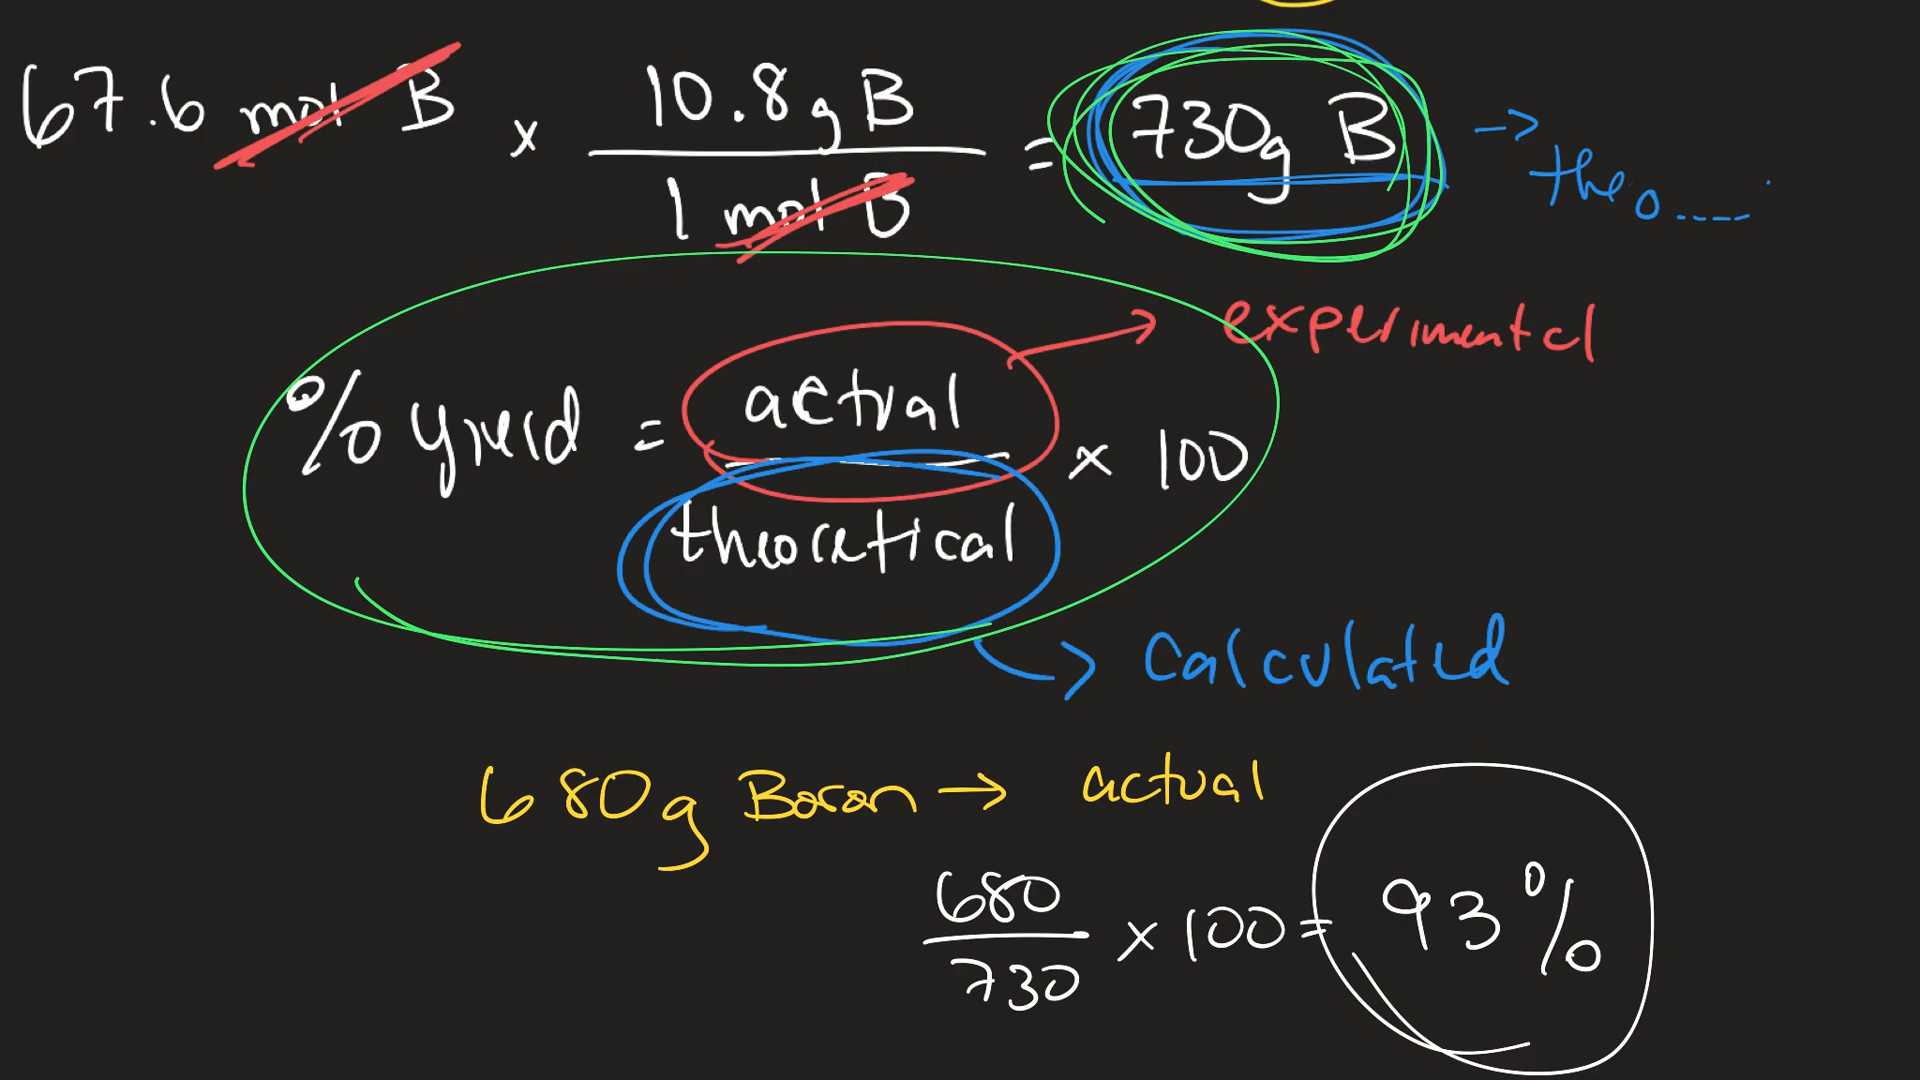 67.6 mol B × 10.8 g B / 1 mol B = 730g B → theo.....
% yield = actual / theoretical × 100
→ experimental
→ calculated
680g Boron → actual
680 / 730 × 100 = 93%